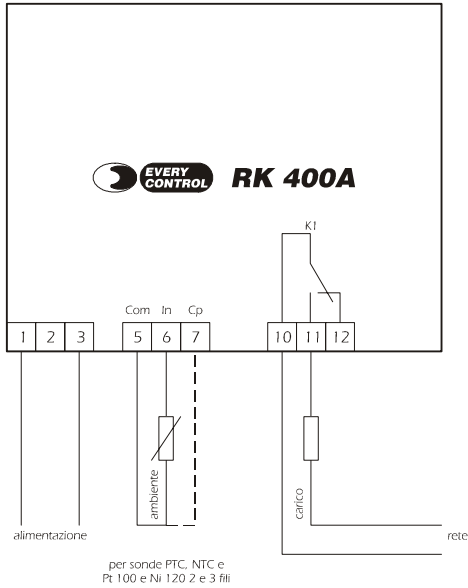 EVERY
CONTROL
RK 400A
K1
Com In Cp
1 2 3 5 6 7 10 11 12
ambiente
carico
alimentazione
rete
per sonde PTC, NTC e
Pt 100 e Ni 120 2 e 3 fili